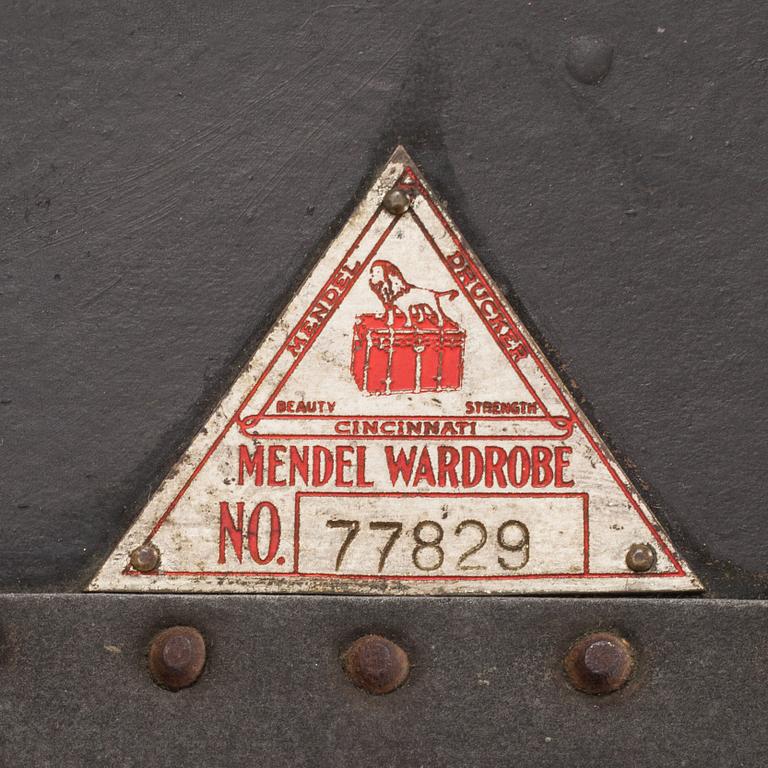 MENDEL
DRUCKER
BEAUTY STRENGTH
CINCINNATI
MENDEL WARDROBE
NO. 77829